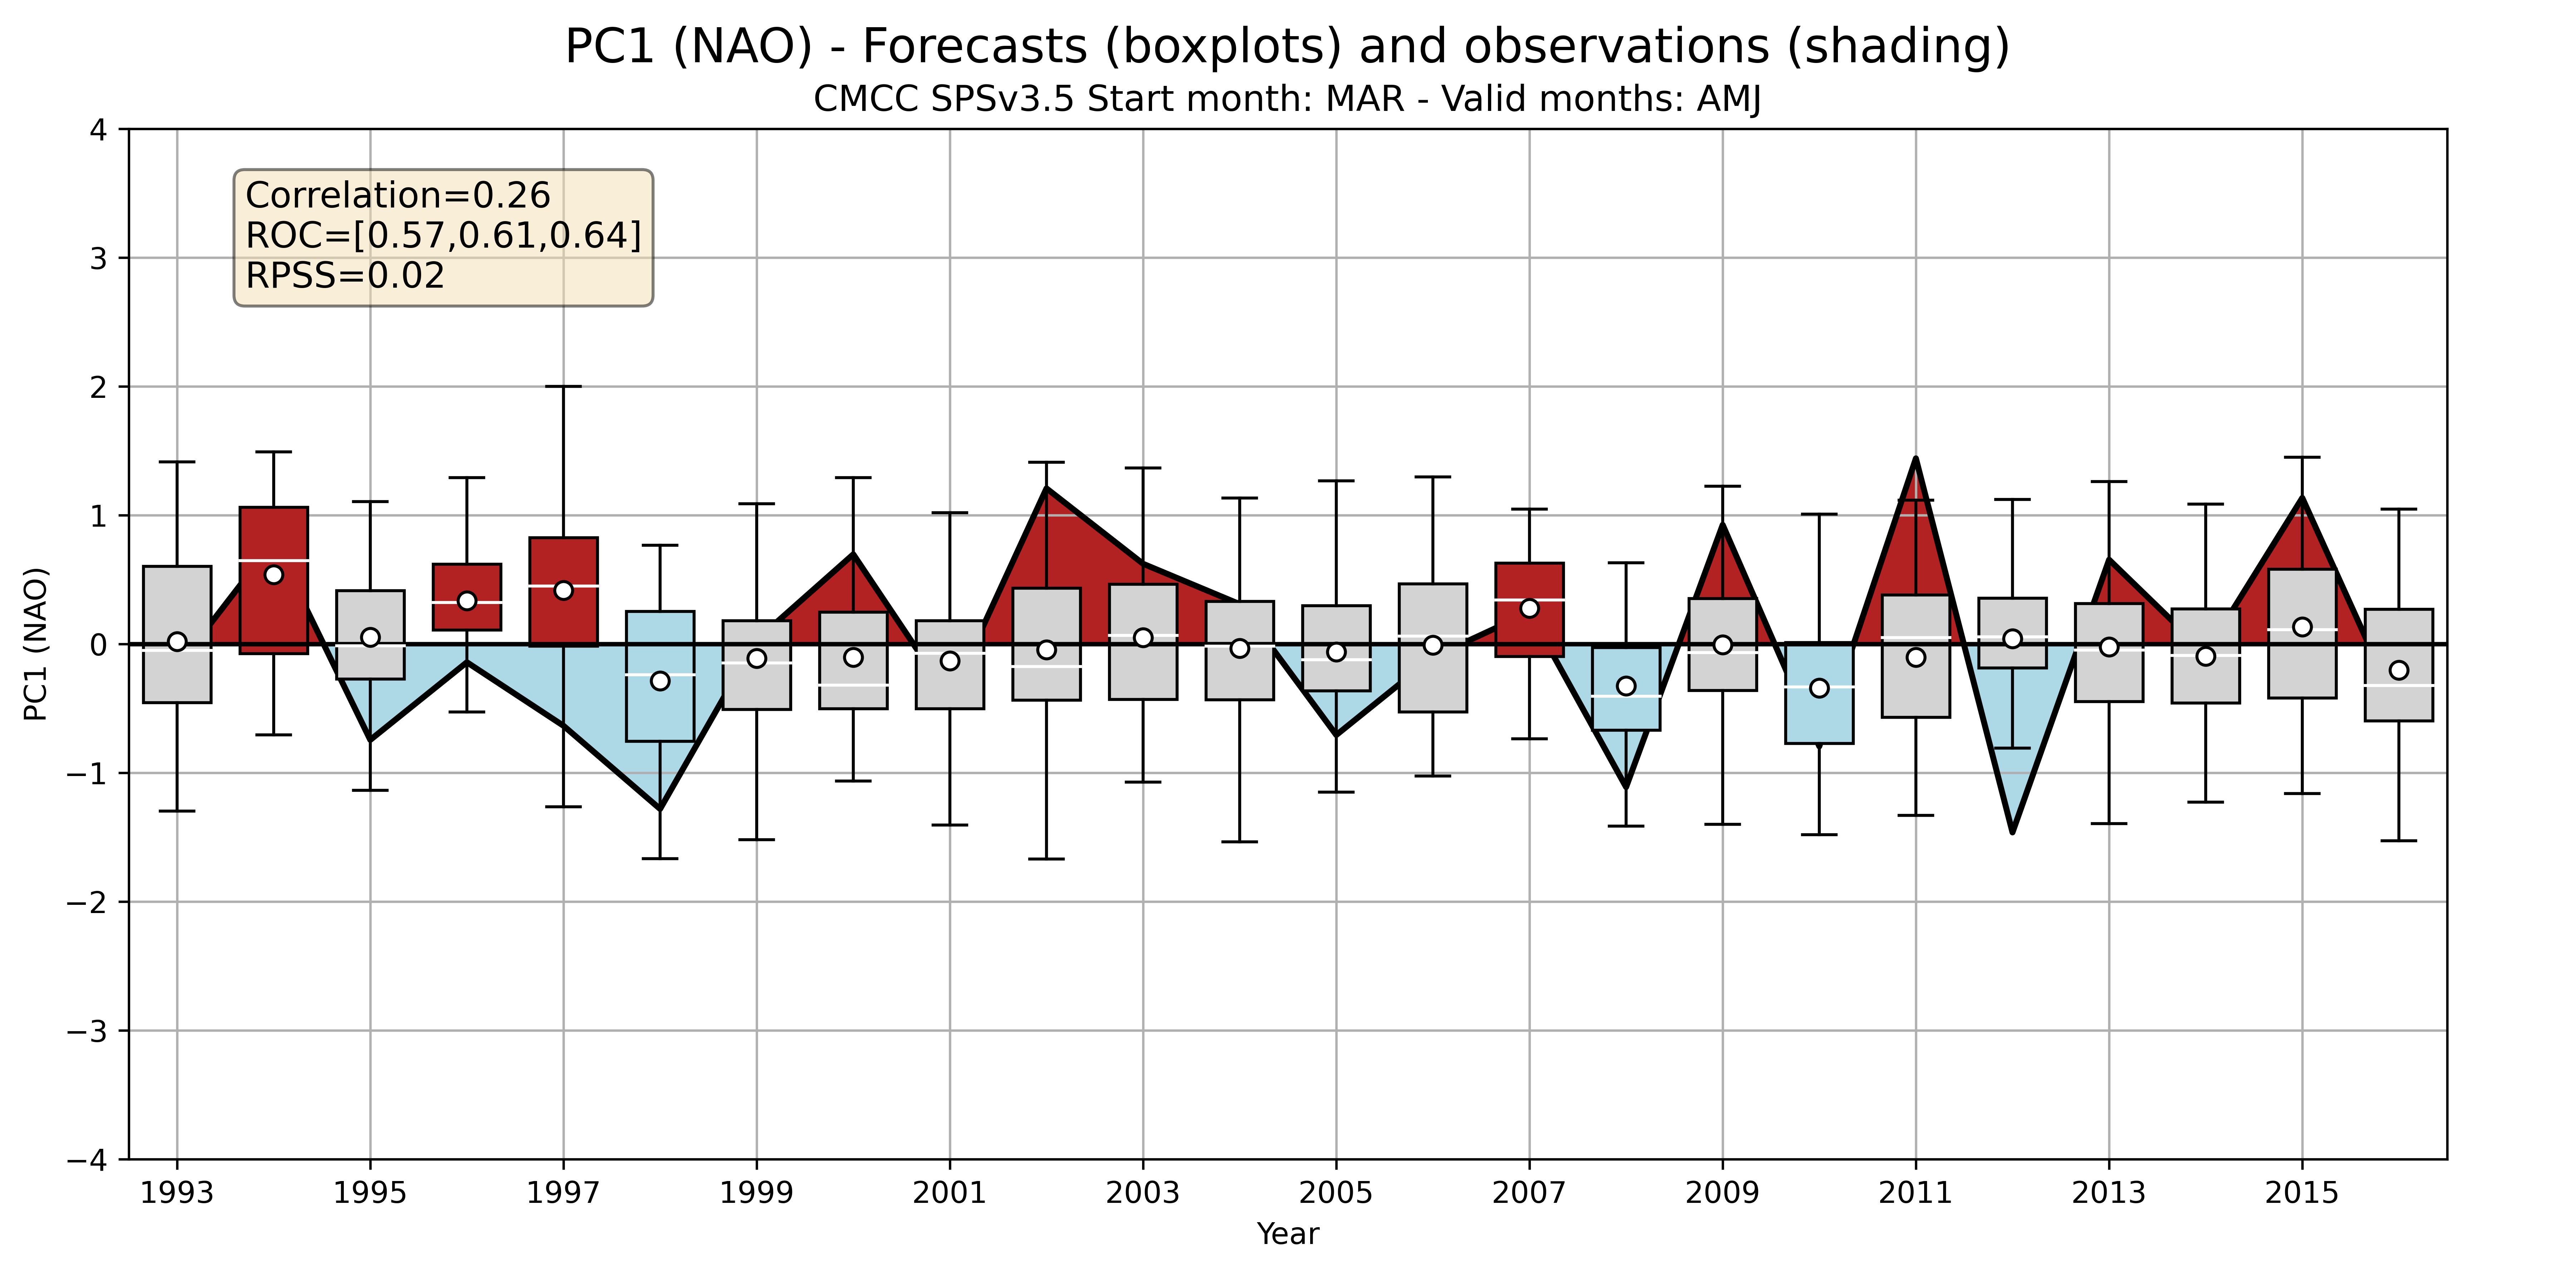 PC1 (NAO) - Forecasts (boxplots) and observations (shading)
CMCC SPSv3.5 Start month: MAR - Valid months: AMJ
Correlation=0.26
ROC=[0.57,0.61,0.64]
RPSS=0.02
PC1 (NAO)
4
3
2
1
0
−1
−2
−3
−4
1993 1995 1997 1999 2001 2003 2005 2007 2009 2011 2013 2015
Year